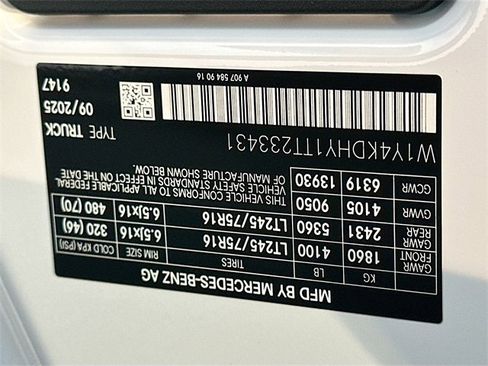 MFD BY MERCEDES-BENZ AG
KG LB TIRES RIM SIZE COLD KPA (PSI)
GAWR
FRONT 1860 4100 LT245/75R16 6.5Jx16 320 (46)
GAWR
REAR 2431 5360 LT245/75R16 6.5Jx16 480 (70)
GVWR 4105 9050 THIS VEHICLE CONFORMS TO ALL APPLICABLE FEDERAL
VEHICLE SAFETY STANDARDS IN EFFECT ON THE DATE
GCWR 6319 13930 OF MANUFACTURE SHOWN ABOVE.
W1Y4KDHY1TT233431 TYPE TRUCK
09/2025
9147
A 907 584 90 16